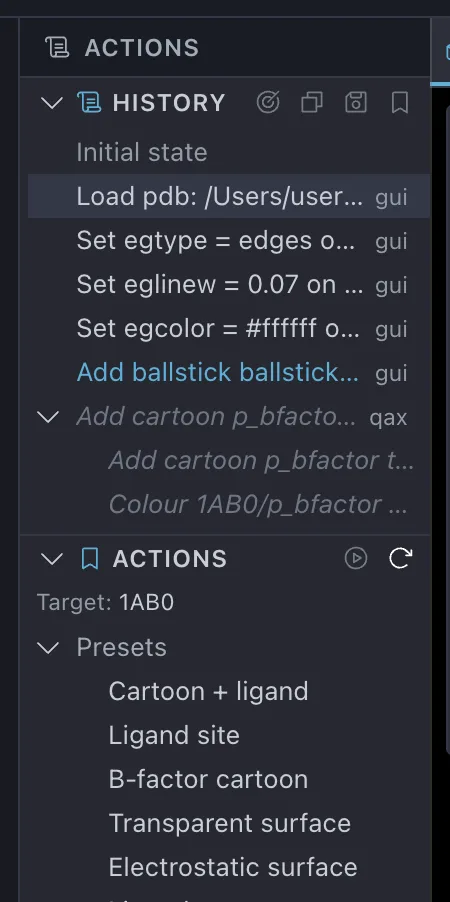 ACTIONS
HISTORY
Initial state
Load pdb: /Users/user... gui
Set egtype = edges o... gui
Set eglinew = 0.07 on ... gui
Set egcolor = #ffffff o... gui
Add ballstick ballstick... gui
Add cartoon p_bfacto... qax
Add cartoon p_bfactor t...
Colour 1AB0/p_bfactor ...
ACTIONS
Target: 1AB0
Presets
Cartoon + ligand
Ligand site
B-factor cartoon
Transparent surface
Electrostatic surface